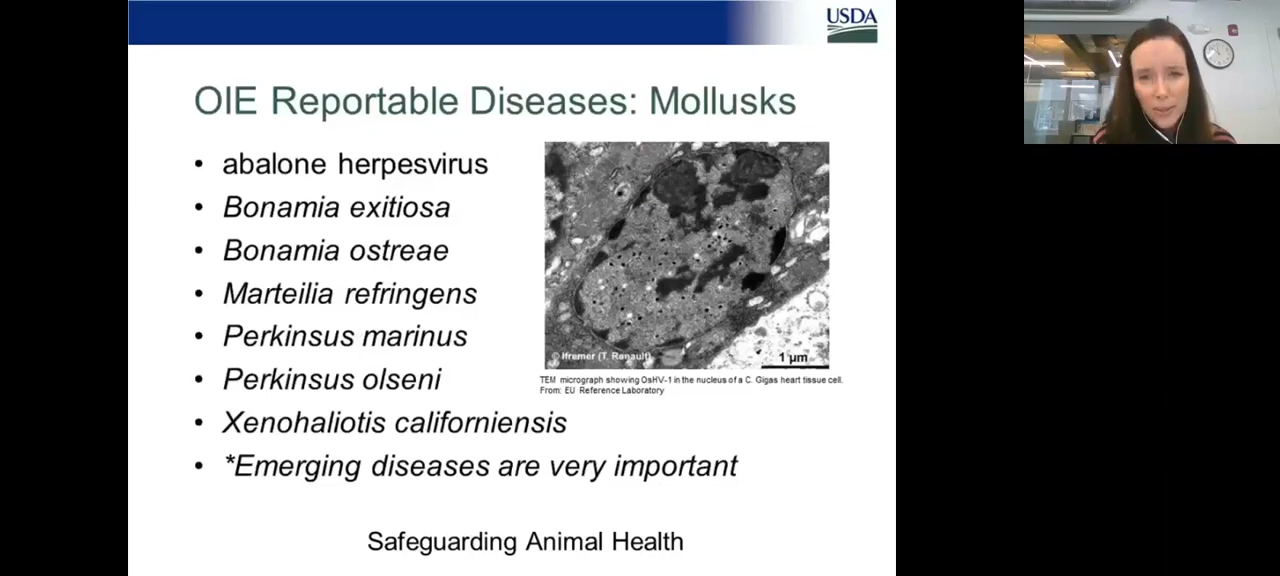 USDA
OIE Reportable Diseases: Mollusks
• abalone herpesvirus
• Bonamia exitiosa
• Bonamia ostreae
• Marteilia refringens
• Perkinsus marinus
• Perkinsus olseni
• Xenohaliotis californiensis
• *Emerging diseases are very important
© Ifremer (T. Renault)
1 µm
TEM micrograph showing OsHV-1 in the nucleus of a C. Gigas heart tissue cell.
From: EU Reference Laboratory
Safeguarding Animal Health